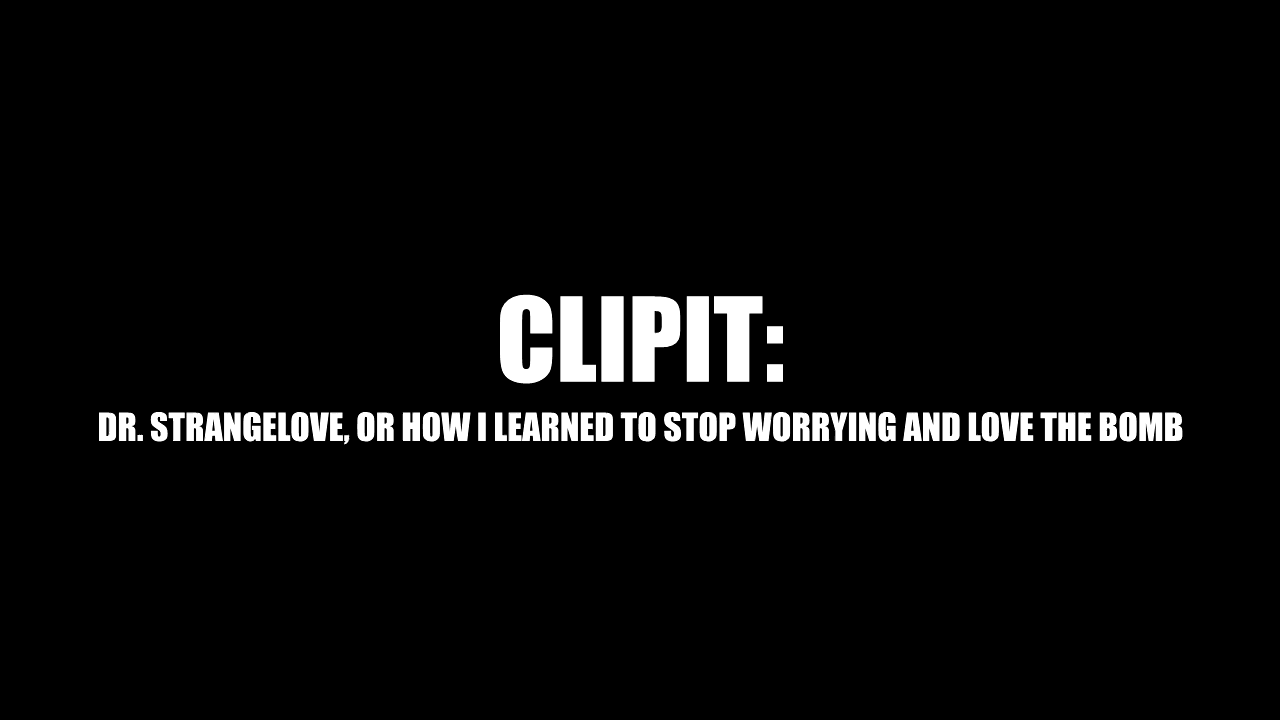 CLIPIT:
DR. STRANGELOVE, OR HOW I LEARNED TO STOP WORRYING AND LOVE THE BOMB